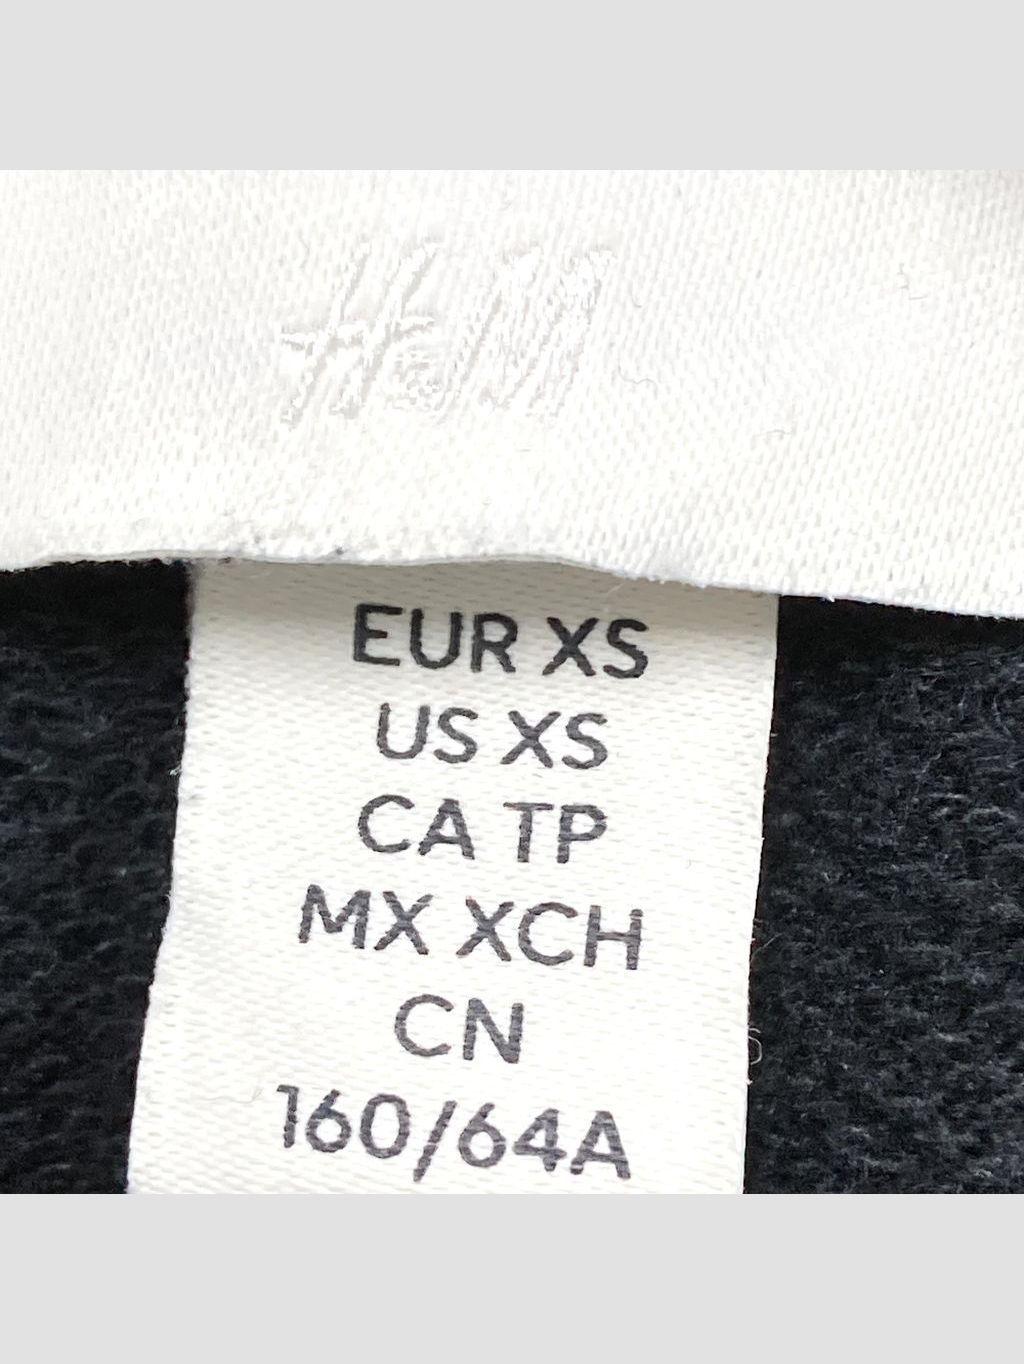 H&M
EUR XS
US XS
CA TP
MX XCH
CN
160/64A